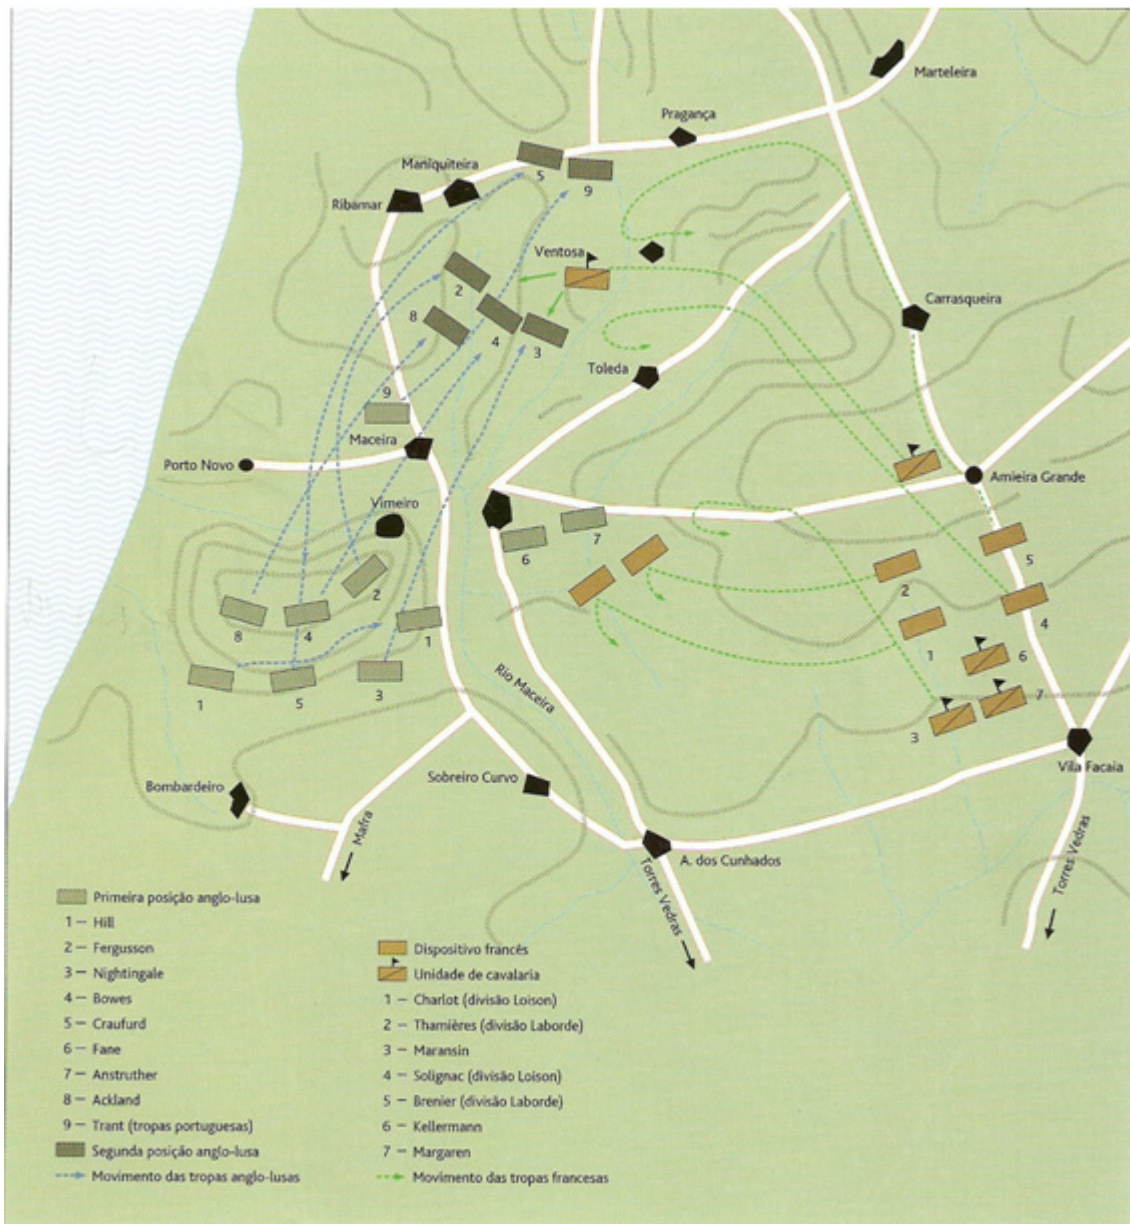 Marteleira
Pragança
Maniquiteira
5
9
Ribamar
Ventosa
2
Carrasqueira
8
4
3
Toleda
9
Maceira
Porto Novo
Amieira Grande
Vimeiro
7
6
5
2
2
8
4
1
4
1
6
Rio Maceira
1
5
3
7
3
Vila Facaia
Sobreiro Curvo
Bombardeiro
Mafra
A. dos Cunhados
Torres Vedras
Torres Vedras
Primeira posição anglo-lusa
1 — Hill
2 — Fergusson
3 — Nightingale
4 — Bowes
5 — Craufurd
6 — Fane
7 — Anstruther
8 — Ackland
9 — Trant (tropas portuguesas)
Segunda posição anglo-lusa
Movimento das tropas anglo-lusas
Dispositivo francês
Unidade de cavalaria
1 — Charlot (divisão Loison)
2 — Thamières (divisão Laborde)
3 — Maransin
4 — Solignac (divisão Loison)
5 — Brenier (divisão Laborde)
6 — Kellermann
7 — Margaren
Movimento das tropas francesas